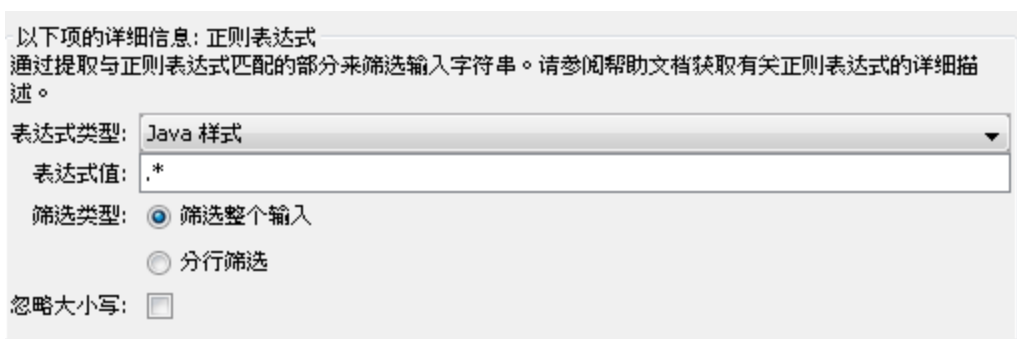 以下项的详细信息: 正则表达式
通过提取与正则表达式匹配的部分来筛选输入字符串。请参阅帮助文档获取有关正则表达式的详细描
述。
表达式类型: Java 样式
表达式值: .*
筛选类型: 筛选整个输入
分行筛选
忽略大小写: